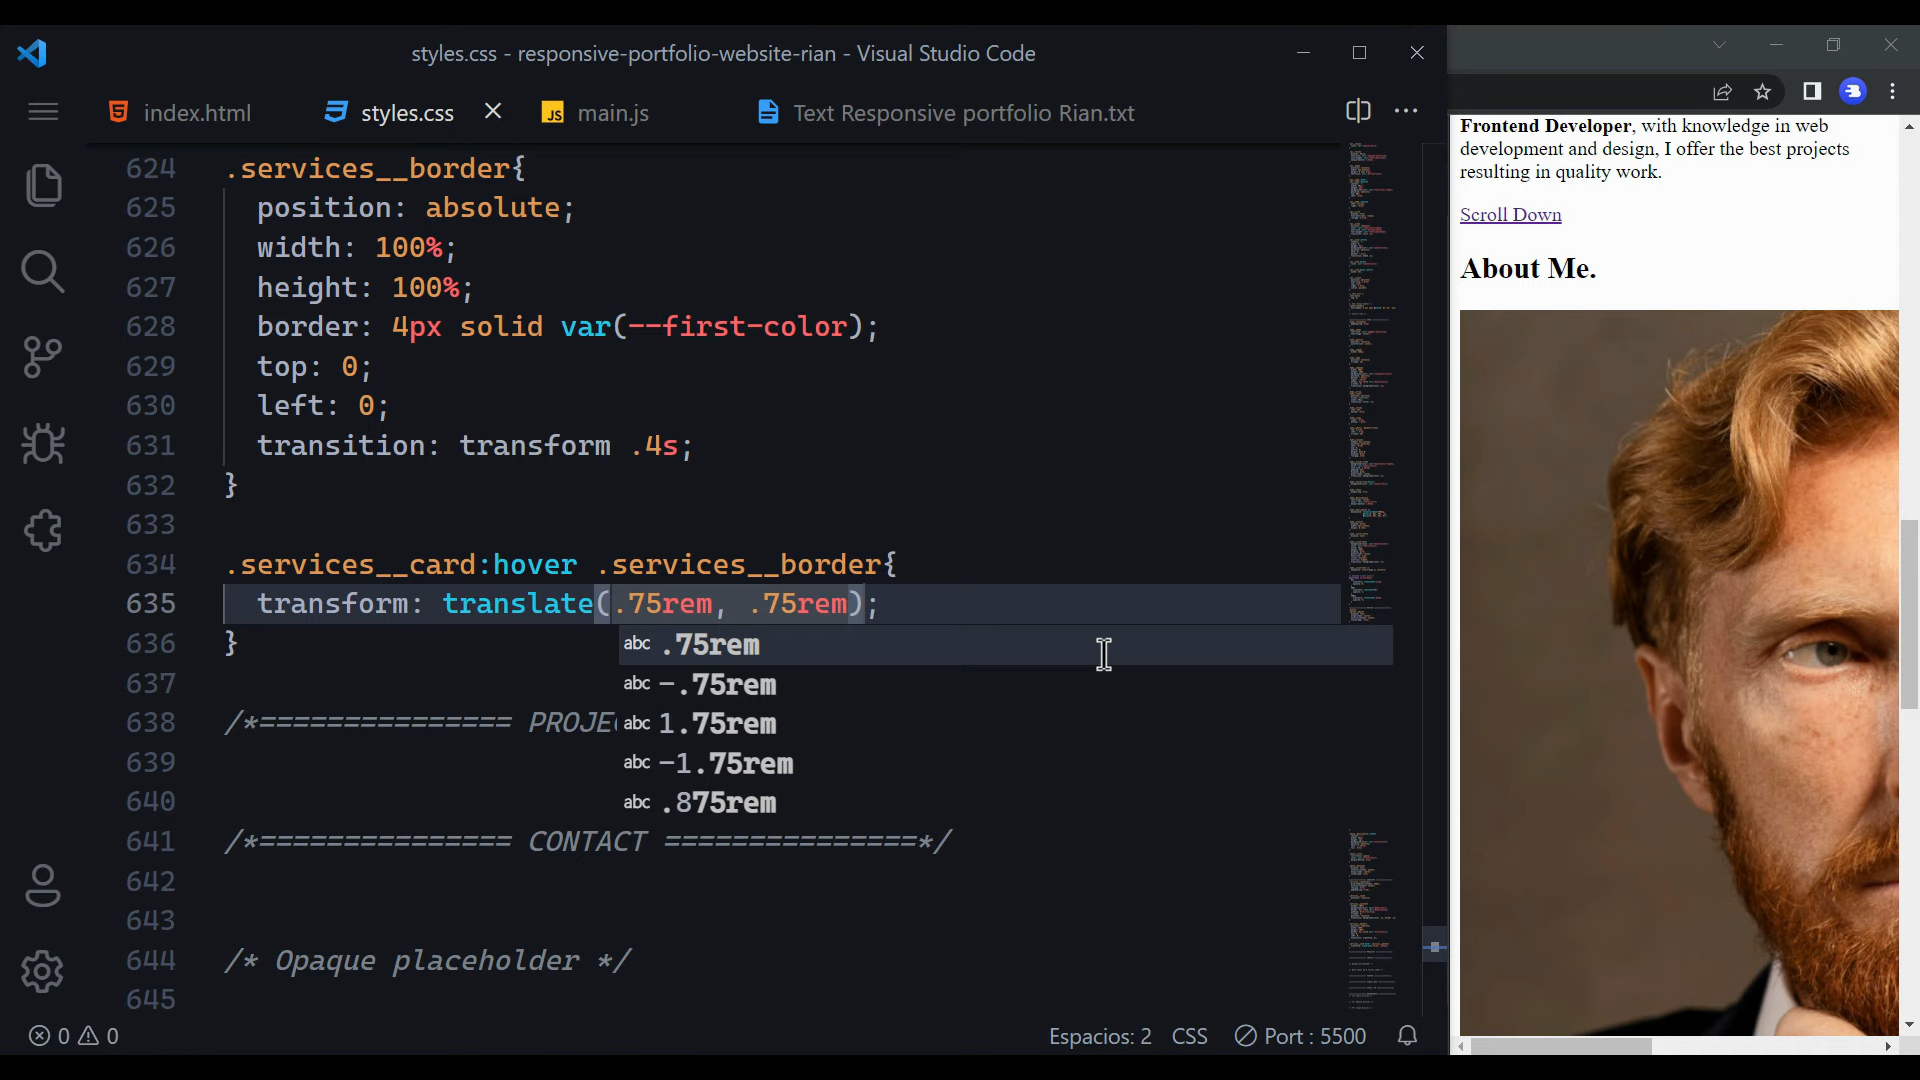 styles.css - responsive-portfolio-website-rian - Visual Studio Code
index.html
styles.css
JS main.js
Text Responsive portfolio Rian.txt
624 .services__border{
625 position: absolute;
626 width: 100%;
627 height: 100%;
628 border: 4px solid var(--first-color);
629 top: 0;
630 left: 0;
631 transition: transform .4s;
632 }
633
634 .services__card:hover .services__border{
635 transform: translate(.75rem, .75rem);
636 }
abc .75rem
637
abc -.75rem
638 /*=============== PROJE
abc 1.75rem
639
abc -1.75rem
640
abc .875rem
641 /*=============== CONTACT ===============*/
642
643
644 /* Opaque placeholder */
645
0 0
Espacios: 2 CSS Port : 5500
Frontend Developer, with knowledge in web
development and design, I offer the best projects
resulting in quality work.
Scroll Down
About Me.